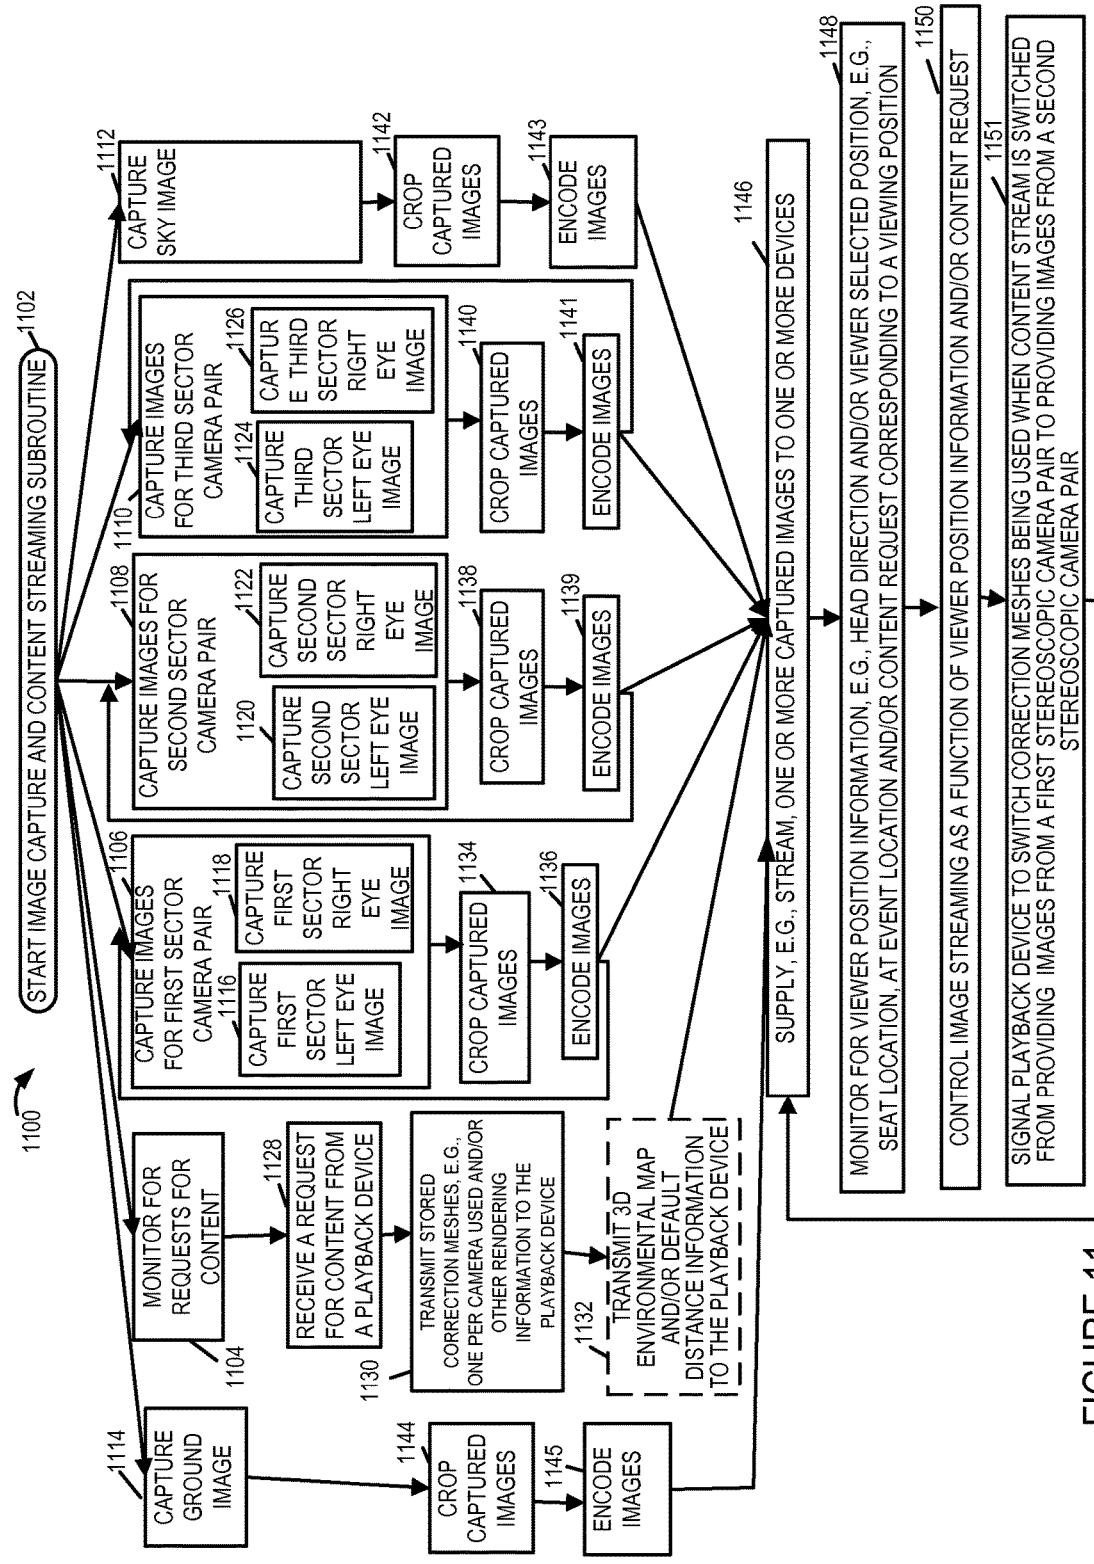 1100
START IMAGE CAPTURE AND CONTENT STREAMING SUBROUTINE
1102
1114
CAPTURE
GROUND
IMAGE
1144
CROP
CAPTURED
IMAGES
1145
ENCODE
IMAGES
MONITOR FOR
REQUESTS FOR
CONTENT
1104
1128
RECEIVE A REQUEST
FOR CONTENT FROM
A PLAYBACK DEVICE
1130
TRANSMIT STORED
CORRECTION MESHES, E.G.,
ONE PER CAMERA USED AND/OR
OTHER RENDERING
INFORMATION TO THE
PLAYBACK DEVICE
1132
TRANSMIT 3D
ENVIRONMENTAL MAP
AND/OR DEFAULT
DISTANCE INFORMATION
TO THE PLAYBACK DEVICE
1106
CAPTURE IMAGES
FOR FIRST SECTOR
CAMERA PAIR
1116
CAPTURE
FIRST
SECTOR
LEFT EYE
IMAGE
1118
CAPTURE
FIRST
SECTOR
RIGHT
EYE
IMAGE
1134
CROP CAPTURED
IMAGES
1136
ENCODE IMAGES
1108
CAPTURE IMAGES FOR
SECOND SECTOR
CAMERA PAIR
1120
CAPTURE
SECOND
SECTOR
LEFT EYE
IMAGE
1122
CAPTURE
SECOND
SECTOR
RIGHT
EYE
IMAGE
1138
CROP CAPTURED
IMAGES
1139
ENCODE IMAGES
1110
CAPTURE IMAGES
FOR THIRD SECTOR
CAMERA PAIR
1124
CAPTURE
THIRD
SECTOR
LEFT EYE
IMAGE
1126
CAPTUR
E THIRD
SECTOR
RIGHT
EYE
IMAGE
1140
CROP CAPTURED
IMAGES
1141
ENCODE IMAGES
1112
CAPTURE
SKY IMAGE
1142
CROP
CAPTURED
IMAGES
1143
ENCODE
IMAGES
1146
SUPPLY, E.G., STREAM, ONE OR MORE CAPTURED IMAGES TO ONE OR MORE DEVICES
1148
MONITOR FOR VIEWER POSITION INFORMATION, E.G., HEAD DIRECTION AND/OR VIEWER SELECTED POSITION, E.G.,
SEAT LOCATION, AT EVENT LOCATION AND/OR CONTENT REQUEST CORRESPONDING TO A VIEWING POSITION
1150
CONTROL IMAGE STREAMING AS A FUNCTION OF VIEWER POSITION INFORMATION AND/OR CONTENT REQUEST
1151
SIGNAL PLAYBACK DEVICE TO SWITCH CORRECTION MESHES BEING USED WHEN CONTENT STREAM IS SWITCHED
FROM PROVIDING IMAGES FROM A FIRST STEREOSCOPIC CAMERA PAIR TO PROVIDING IMAGES FROM A SECOND
STEREOSCOPIC CAMERA PAIR
FIGURE 11